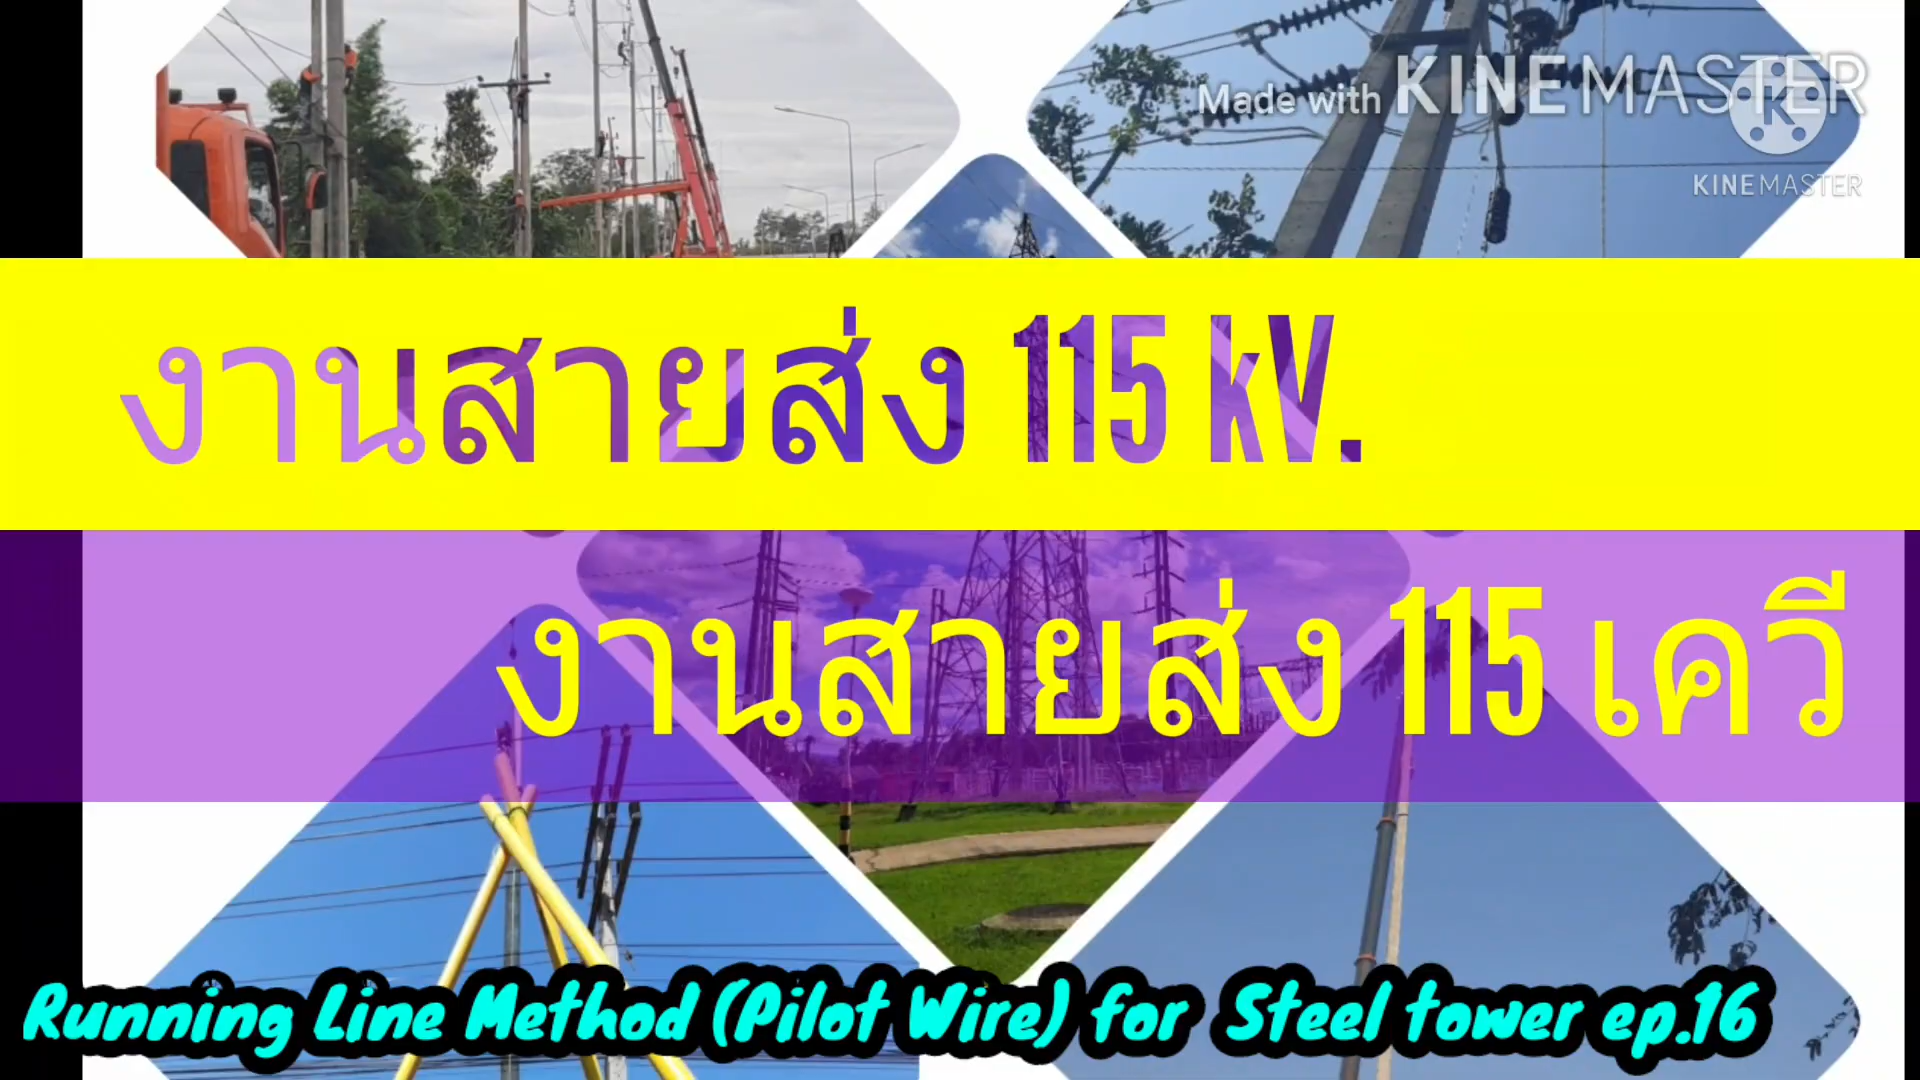 Made with KINEMASTER
K
KINEMASTER
งานสายส่ง 115 kV.
งานสายส่ง 115 เควี
Running Line Method (Pilot Wire) for Steel tower ep.16